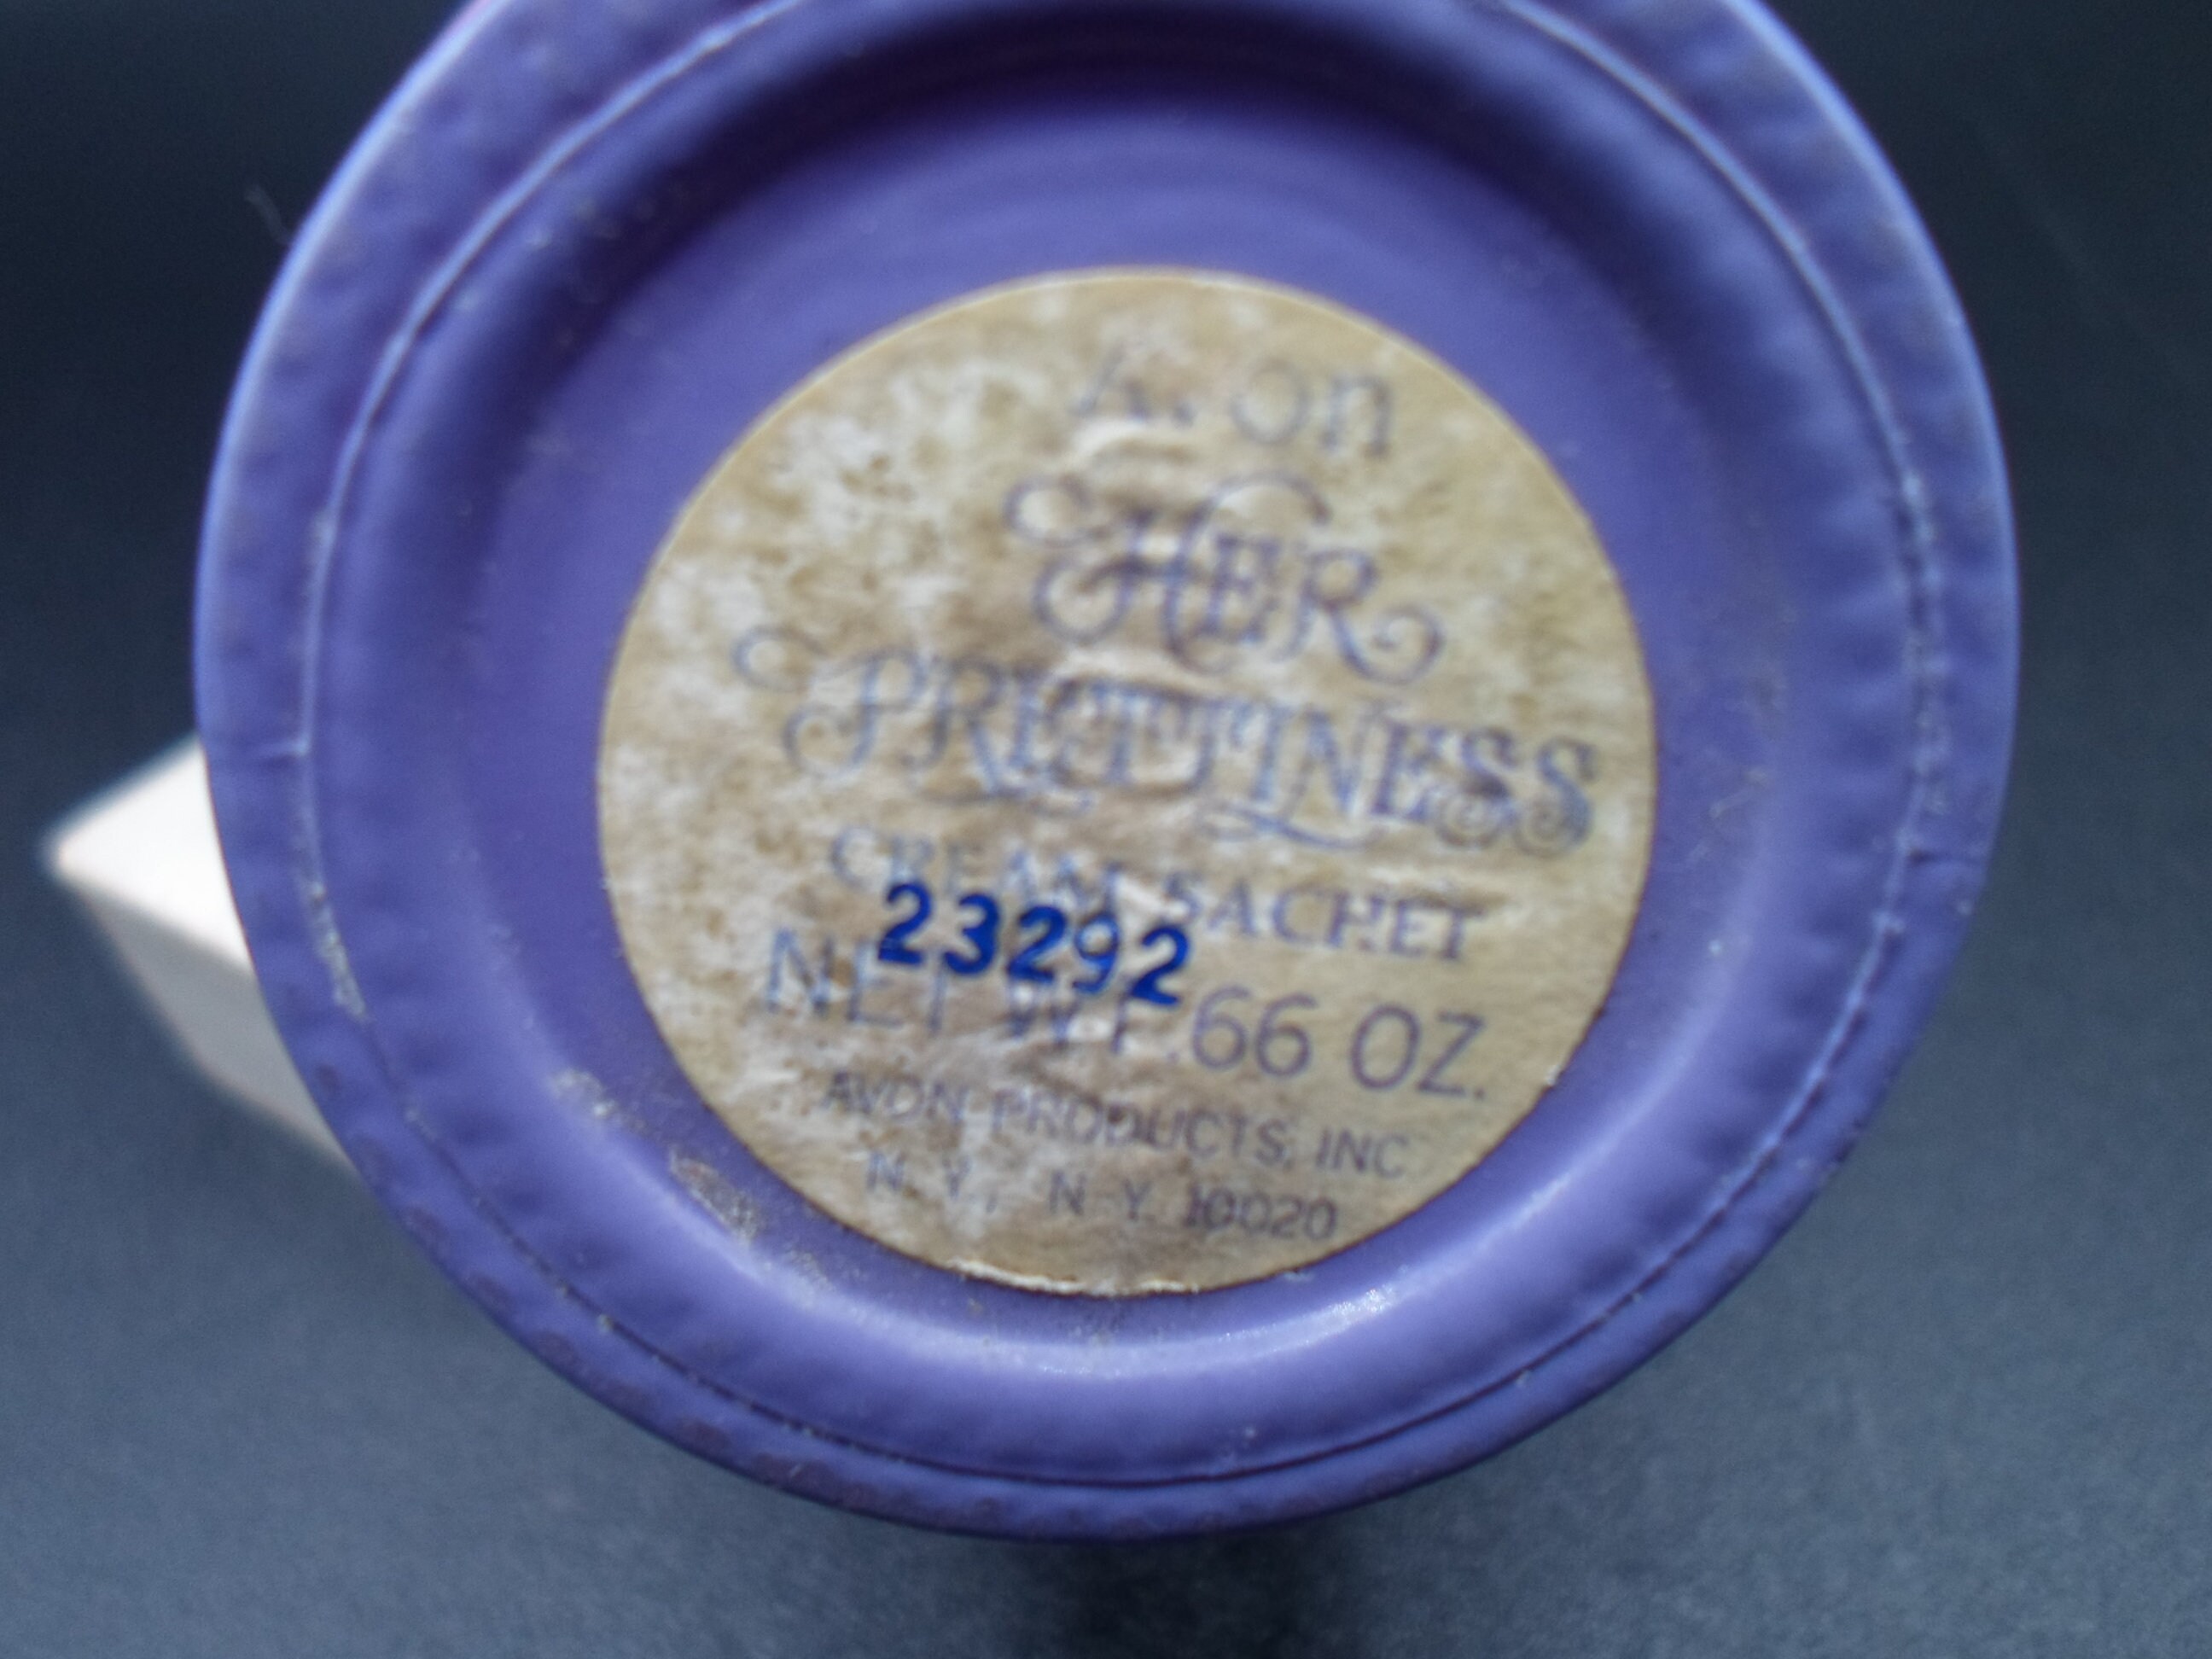 Avon
HER
PRETTINESS
CREAM SACHET
23292
NET WT. .66 OZ.
AVON PRODUCTS, INC
N.Y., N.Y. 10020